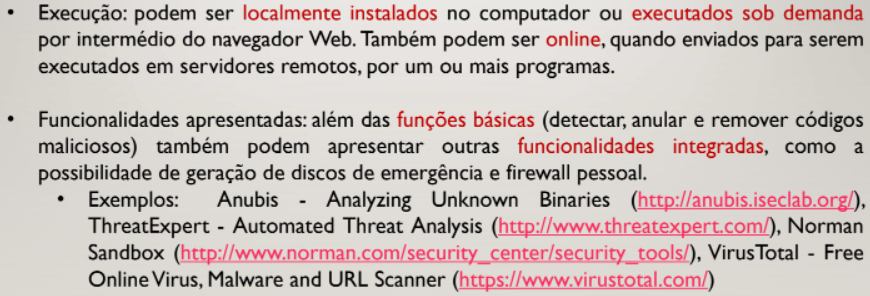 • Execução: podem ser localmente instalados no computador ou executados sob demanda
por intermédio do navegador Web. Também podem ser online, quando enviados para serem
executados em servidores remotos, por um ou mais programas.
• Funcionalidades apresentadas: além das funções básicas (detectar, anular e remover códigos
maliciosos) também podem apresentar outras funcionalidades integradas, como a
possibilidade de geração de discos de emergência e firewall pessoal.
• Exemplos: Anubis - Analyzing Unknown Binaries (http://anubis.iseclab.org/),
ThreatExpert - Automated Threat Analysis (http://www.threatexpert.com/), Norman
Sandbox (http://www.norman.com/security_center/security_tools/), VirusTotal - Free
Online Virus, Malware and URL Scanner (https://www.virustotal.com/)